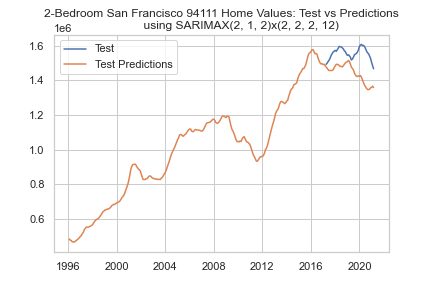 2-Bedroom San Francisco 94111 Home Values: Test vs Predictions
using SARIMAX(2, 1, 2)x(2, 2, 2, 12)
1e6
Test
Test Predictions
1.6
1.4
1.2
1.0
0.8
0.6
1996 2000 2004 2008 2012 2016 2020